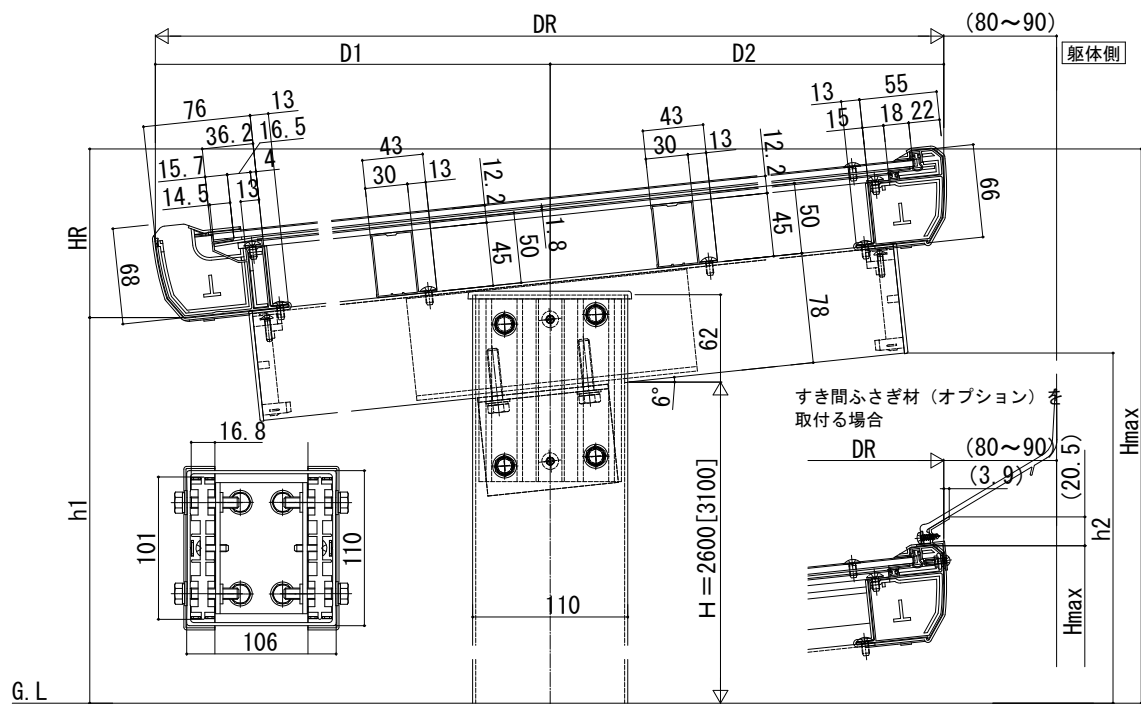 DR
(80～90)
D1
D2
躯体側
76
13
36.2
16.5
15.7
4
14.5
13
43
30
13
12.2
1.8
50
45
43
30
13
12.2
13
55
15
18
22
50
45
66
HR
68
78
62
6°
すき間ふさぎ材（オプション）を
取付る場合
DR
(80～90)
(3.9)
(20.5)
Hmax
h2
h1
16.8
101
110
106
110
H=2600[3100]
Hmax
G.L